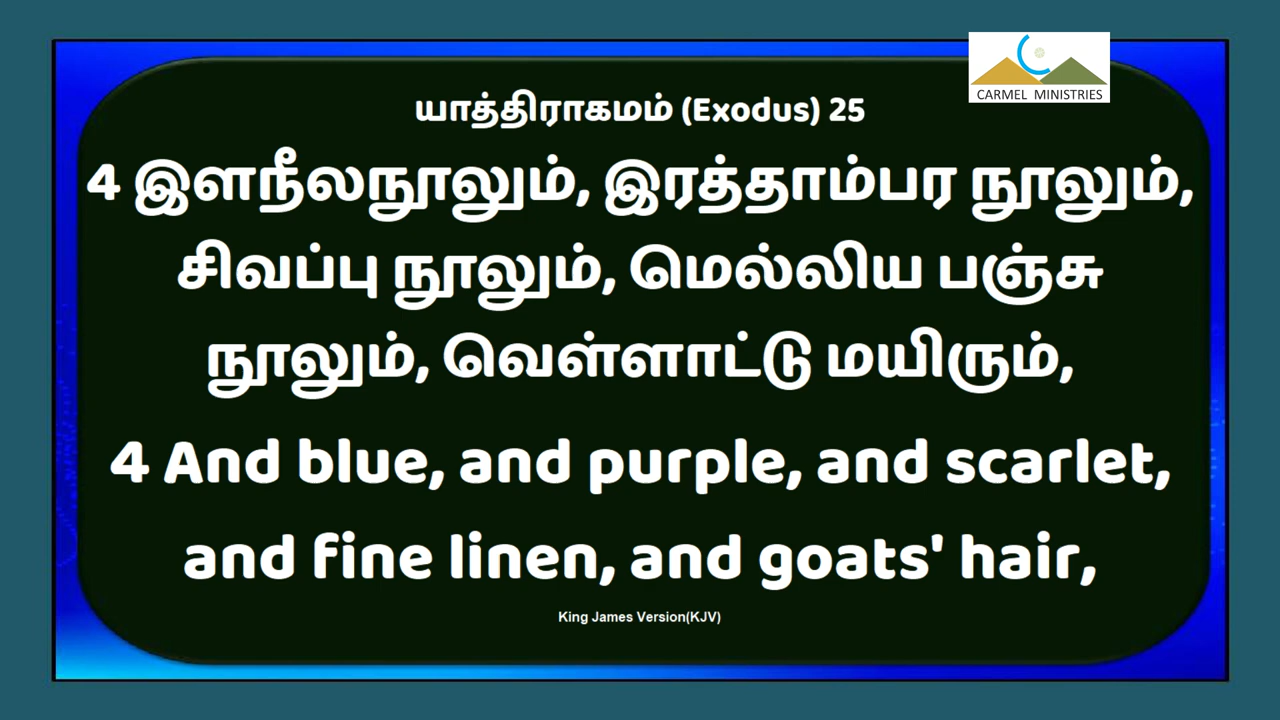 CARMEL MINISTRIES
யாத்திராகமம் (Exodus) 25
4 இளநீலநூலும், இரத்தாம்பர நூலும்,
சிவப்பு நூலும், மெல்லிய பஞ்சு
நூலும், வெள்ளாட்டு மயிரும்,
4 And blue, and purple, and scarlet,
and fine linen, and goats' hair,
King James Version(KJV)